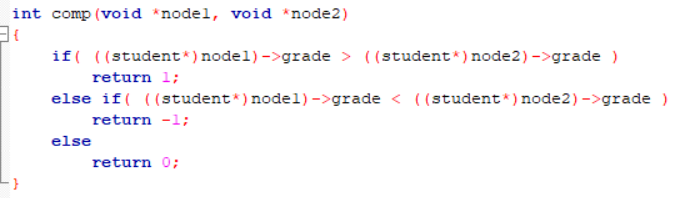 int comp(void *node1, void *node2)
{
if( ((student*)node1)->grade > ((student*)node2)->grade )
return 1;
else if( ((student*)node1)->grade < ((student*)node2)->grade )
return -1;
else
return 0;
}